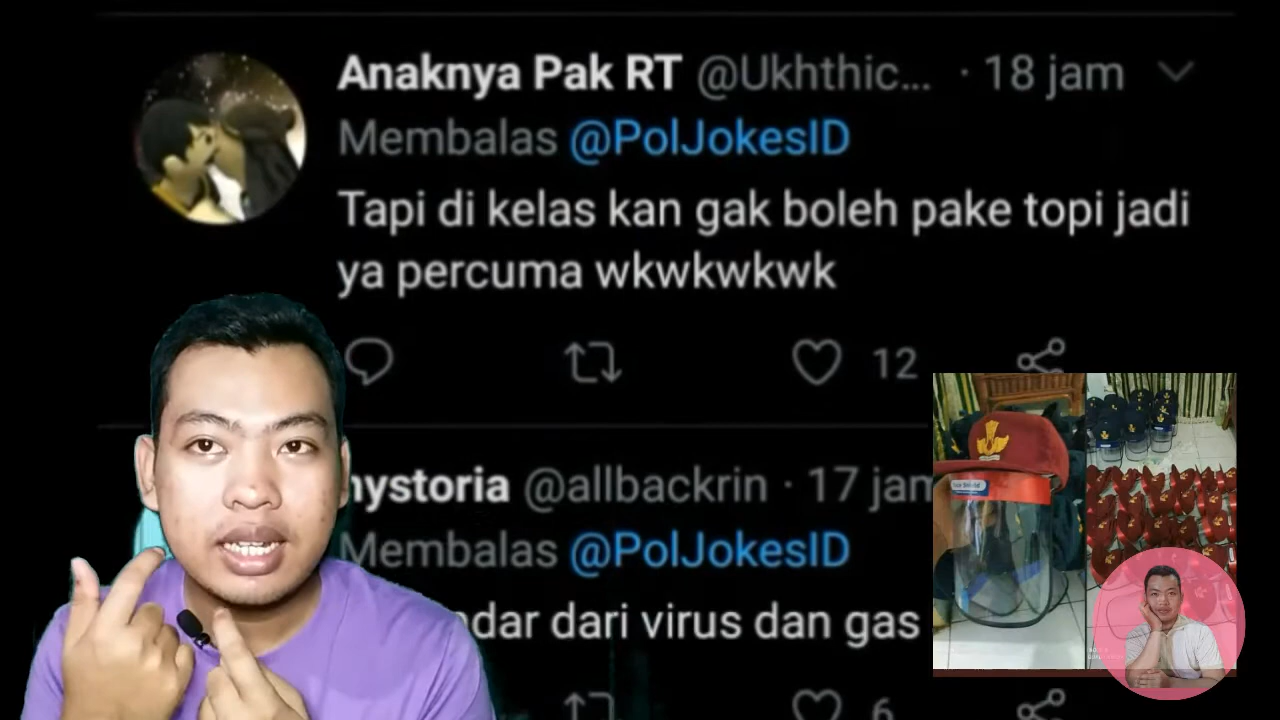 Anaknya Pak RT @Ukhthic... · 18 jam
Membalas @PolJokesID
Tapi di kelas kan gak boleh pake topi jadi
ya percuma wkwkwkwk
12
hystoria @allbackrin · 17 jam
Membalas @PolJokesID
dar dari virus dan gas
6